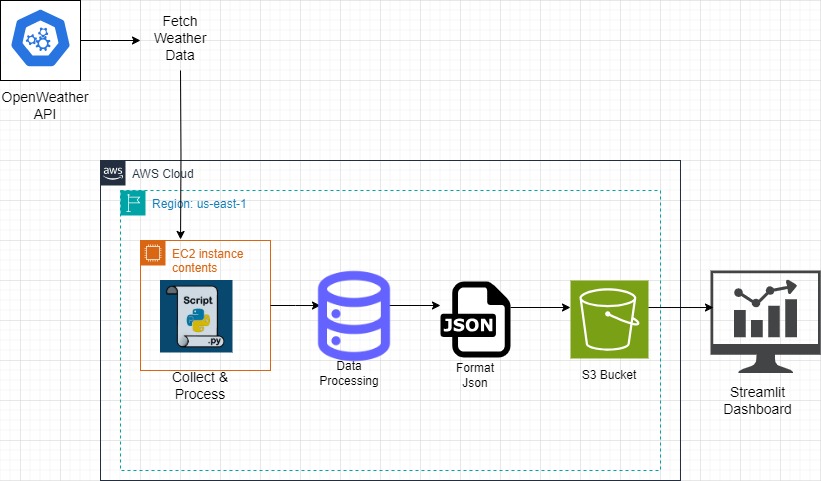 Fetch
Weather
Data
OpenWeather
API
aws
AWS Cloud
Region: us-east-1
EC2 instance
contents
Script
.py
Collect &
Process
Data
Processing
JSON
Format
Json
S3 Bucket
Streamlit
Dashboard